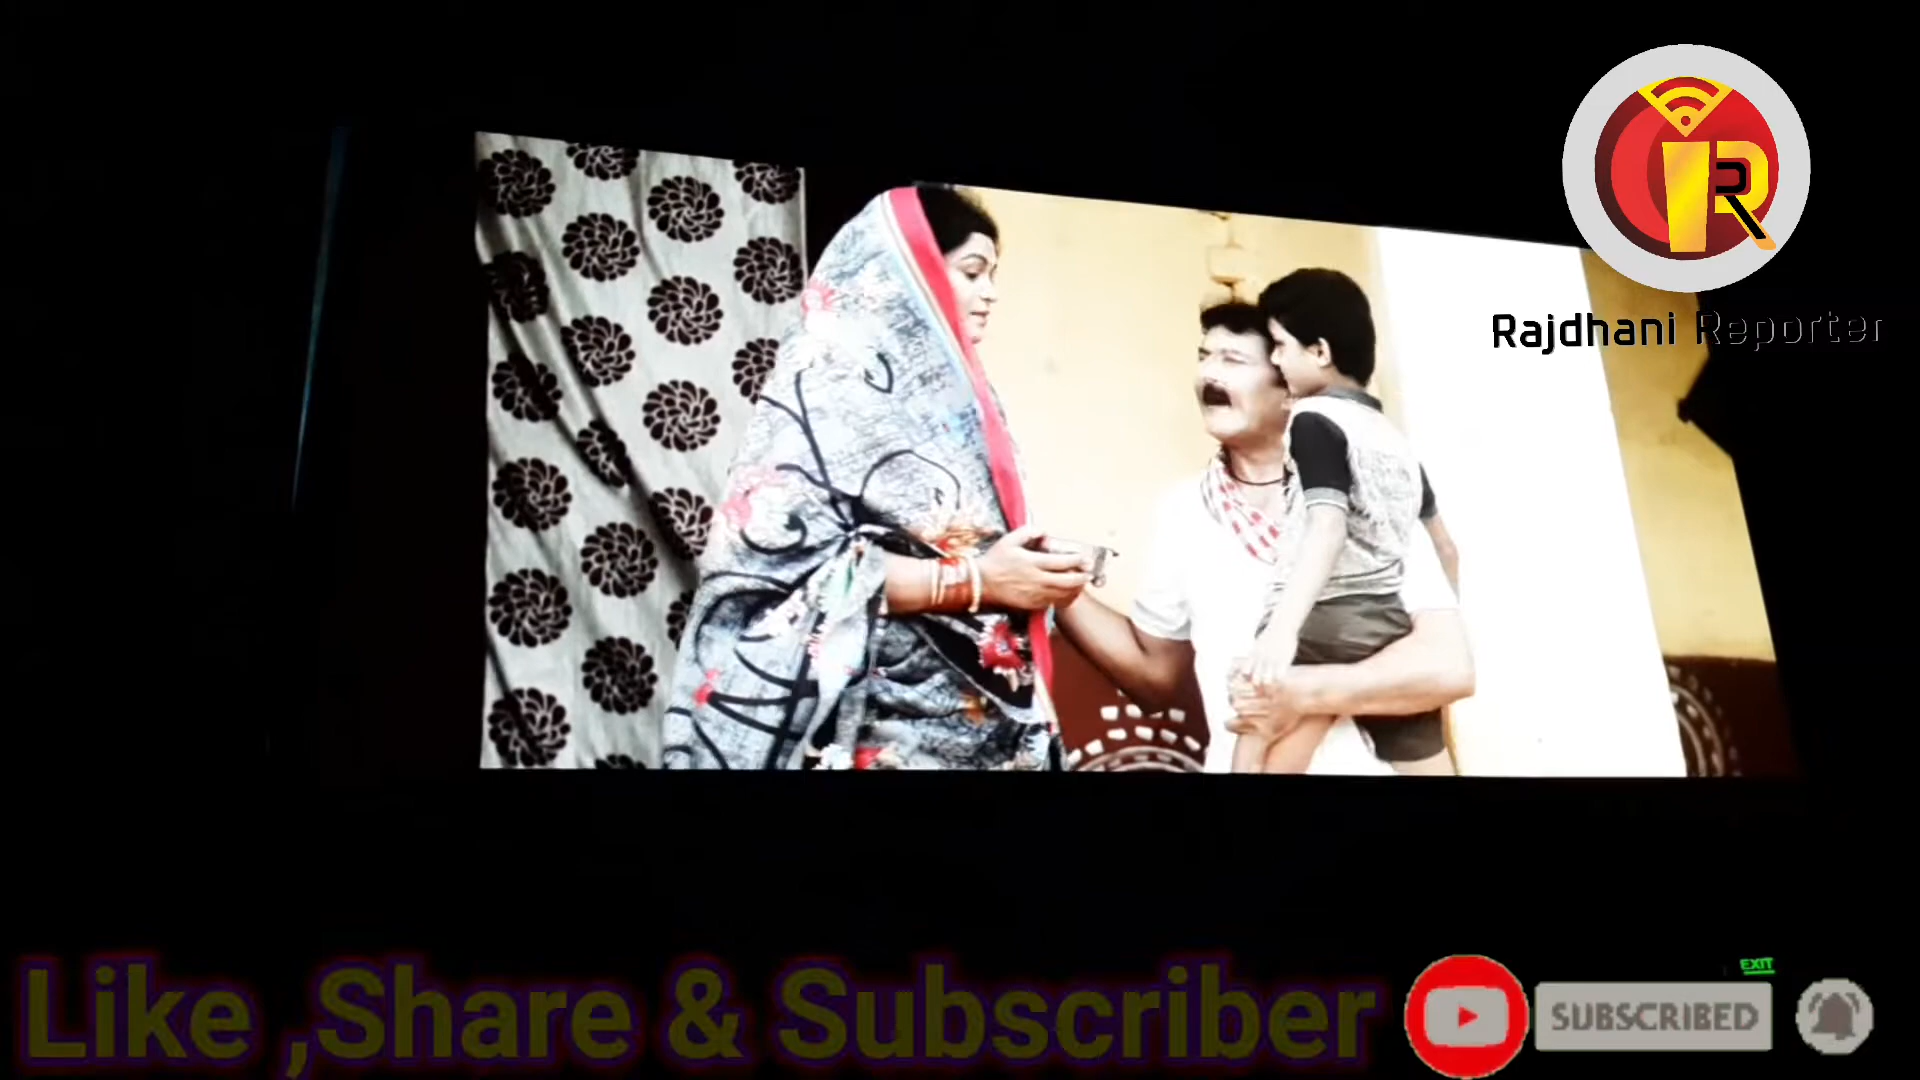 R
Rajdhani Reporter
EXIT
Like ,Share & Subscriber
SUBSCRIBED